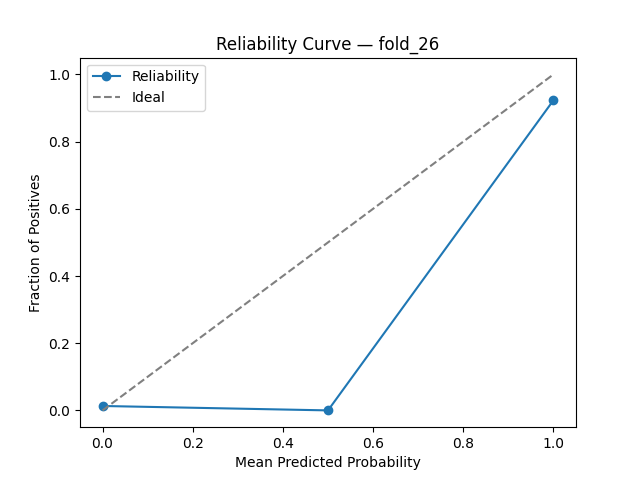 Reliability Curve — fold_26
Reliability
Ideal
Fraction of Positives
1.0
0.8
0.6
0.4
0.2
0.0
0.0 0.2 0.4 0.6 0.8 1.0
Mean Predicted Probability